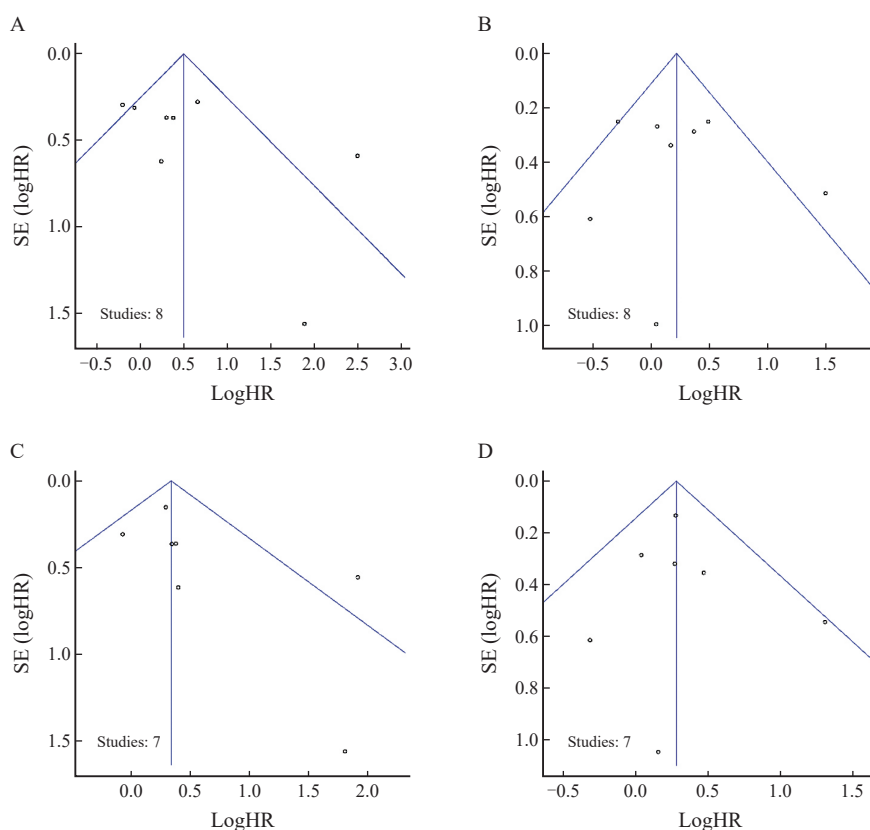 A
0.0
0.5
1.0
1.5
SE (logHR)
Studies: 8
−0.5 0.0 0.5 1.0 1.5 2.0 2.5 3.0
LogHR
B
0.0
0.2
0.4
0.6
0.8
1.0
SE (logHR)
Studies: 8
−0.5 0.0 0.5 1.0 1.5
LogHR
C
0.0
0.5
1.0
1.5
SE (logHR)
Studies: 7
0.0 0.5 1.0 1.5 2.0
LogHR
D
0.0
0.2
0.4
0.6
0.8
1.0
SE (logHR)
Studies: 7
−0.5 0.0 0.5 1.0 1.5
LogHR